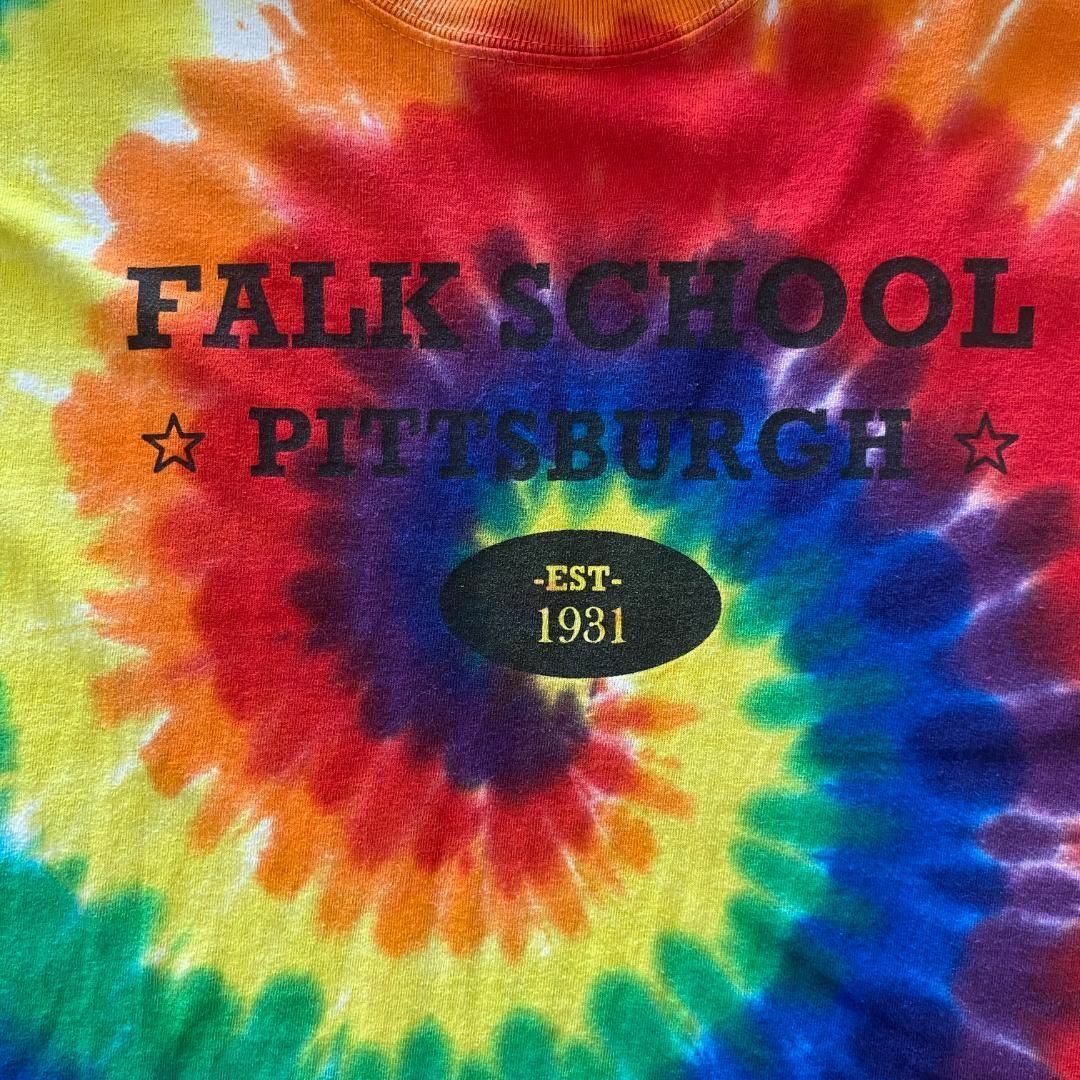 FALK SCHOOL
PITTSBURGH
-EST-
1931